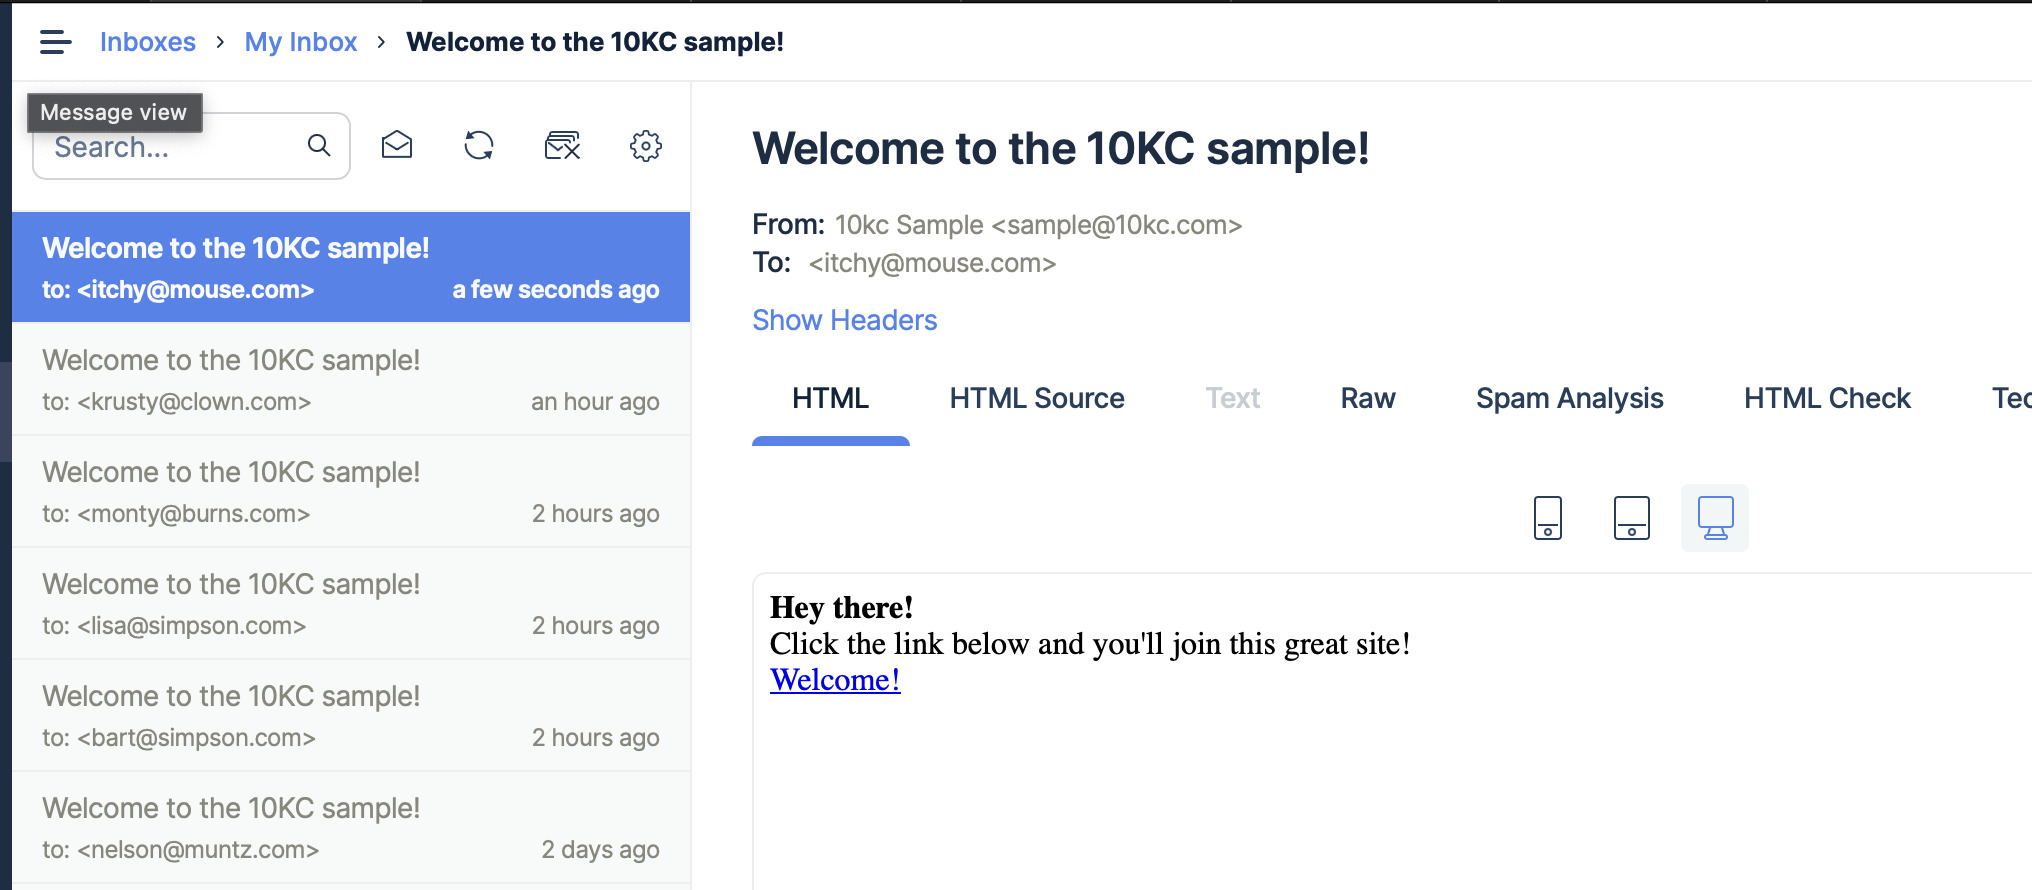 Inboxes > My Inbox > Welcome to the 10KC sample!
Message view
Search...
Welcome to the 10KC sample!
to: <itchy@mouse.com> a few seconds ago
Welcome to the 10KC sample!
to: <krusty@clown.com> an hour ago
Welcome to the 10KC sample!
to: <monty@burns.com> 2 hours ago
Welcome to the 10KC sample!
to: <lisa@simpson.com> 2 hours ago
Welcome to the 10KC sample!
to: <bart@simpson.com> 2 hours ago
Welcome to the 10KC sample!
to: <nelson@muntz.com> 2 days ago
Welcome to the 10KC sample!
From: 10kc Sample <sample@10kc.com>
To: <itchy@mouse.com>
Show Headers
HTML HTML Source Text Raw Spam Analysis HTML Check
Hey there!
Click the link below and you'll join this great site!
Welcome!